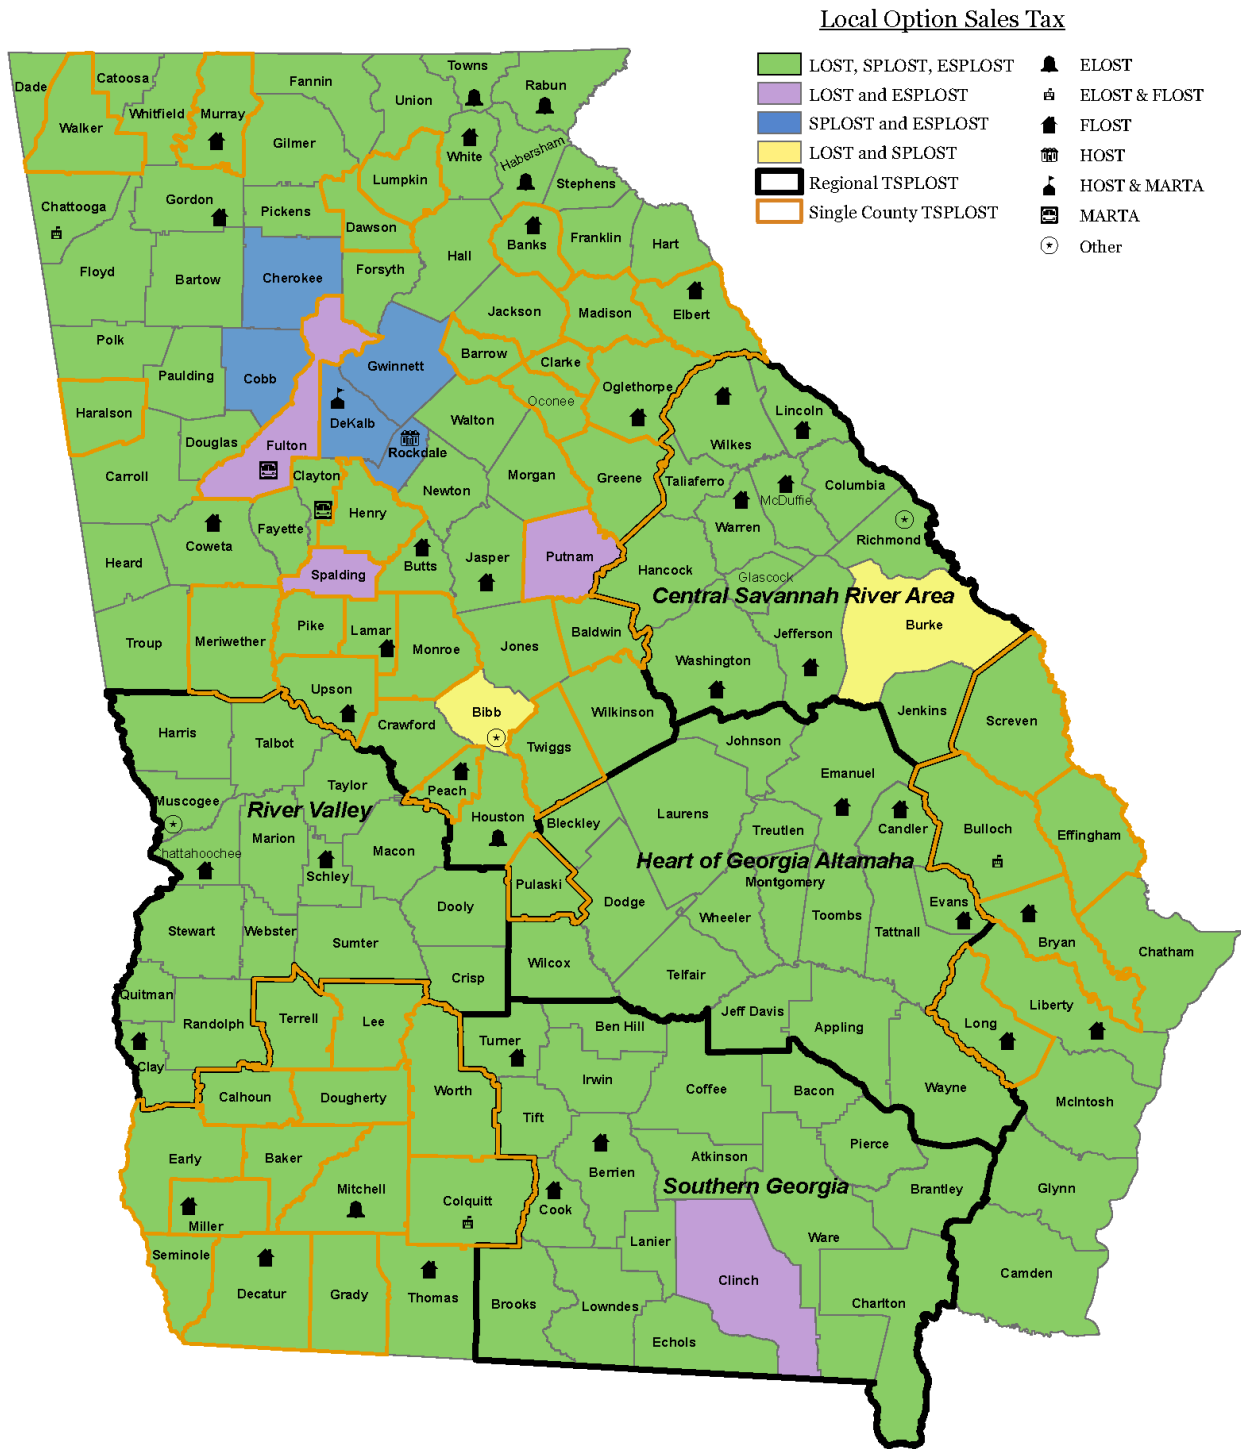 Local Option Sales Tax
LOST, SPLOST, ESPLOST
LOST and ESPLOST
SPLOST and ESPLOST
LOST and SPLOST
Regional TSPLOST
Single County TSPLOST
ELOST
ELOST & FLOST
FLOST
HOST
HOST & MARTA
MARTA
Other
Dade
Catoosa
Walker
Whitfield
Murray
Fannin
Gilmer
Union
Towns
Rabun
White
Habersham
Stephens
Lumpkin
Chattooga
Gordon
Pickens
Dawson
Banks
Franklin
Hart
Floyd
Bartow
Cherokee
Forsyth
Hall
Jackson
Madison
Elbert
Polk
Paulding
Cobb
Gwinnett
Barrow
Clarke
Oglethorpe
Oconee
Haralson
Douglas
Fulton
DeKalb
Rockdale
Walton
Wilkes
Lincoln
Carroll
Clayton
Newton
Morgan
Greene
Taliaferro
McDuffie
Columbia
Coweta
Fayette
Henry
Warren
Richmond
Heard
Spalding
Butts
Jasper
Putnam
Hancock
Glascock
Central Savannah River Area
Troup
Meriwether
Pike
Lamar
Monroe
Jones
Baldwin
Washington
Jefferson
Burke
Upson
Crawford
Bibb
Wilkinson
Twiggs
Jenkins
Screven
Harris
Talbot
Taylor
Johnson
Emanuel
Muscogee
River Valley
Peach
Houston
Bleckley
Laurens
Treutlen
Candler
Bulloch
Effingham
Chattahoochee
Marion
Schley
Macon
Pulaski
Heart of Georgia Altamaha
Montgomery
Dodge
Wheeler
Toombs
Evans
Tattnall
Bryan
Chatham
Stewart
Webster
Sumter
Dooly
Wilcox
Telfair
Crisp
Quitman
Randolph
Terrell
Lee
Turner
Ben Hill
Jeff Davis
Appling
Long
Liberty
Clay
Calhoun
Dougherty
Worth
Irwin
Coffee
Bacon
Wayne
McIntosh
Tift
Early
Baker
Mitchell
Colquitt
Berrien
Atkinson
Pierce
Southern Georgia
Brantley
Glynn
Miller
Cook
Seminole
Lanier
Ware
Decatur
Grady
Thomas
Brooks
Lowndes
Clinch
Charlton
Camden
Echols